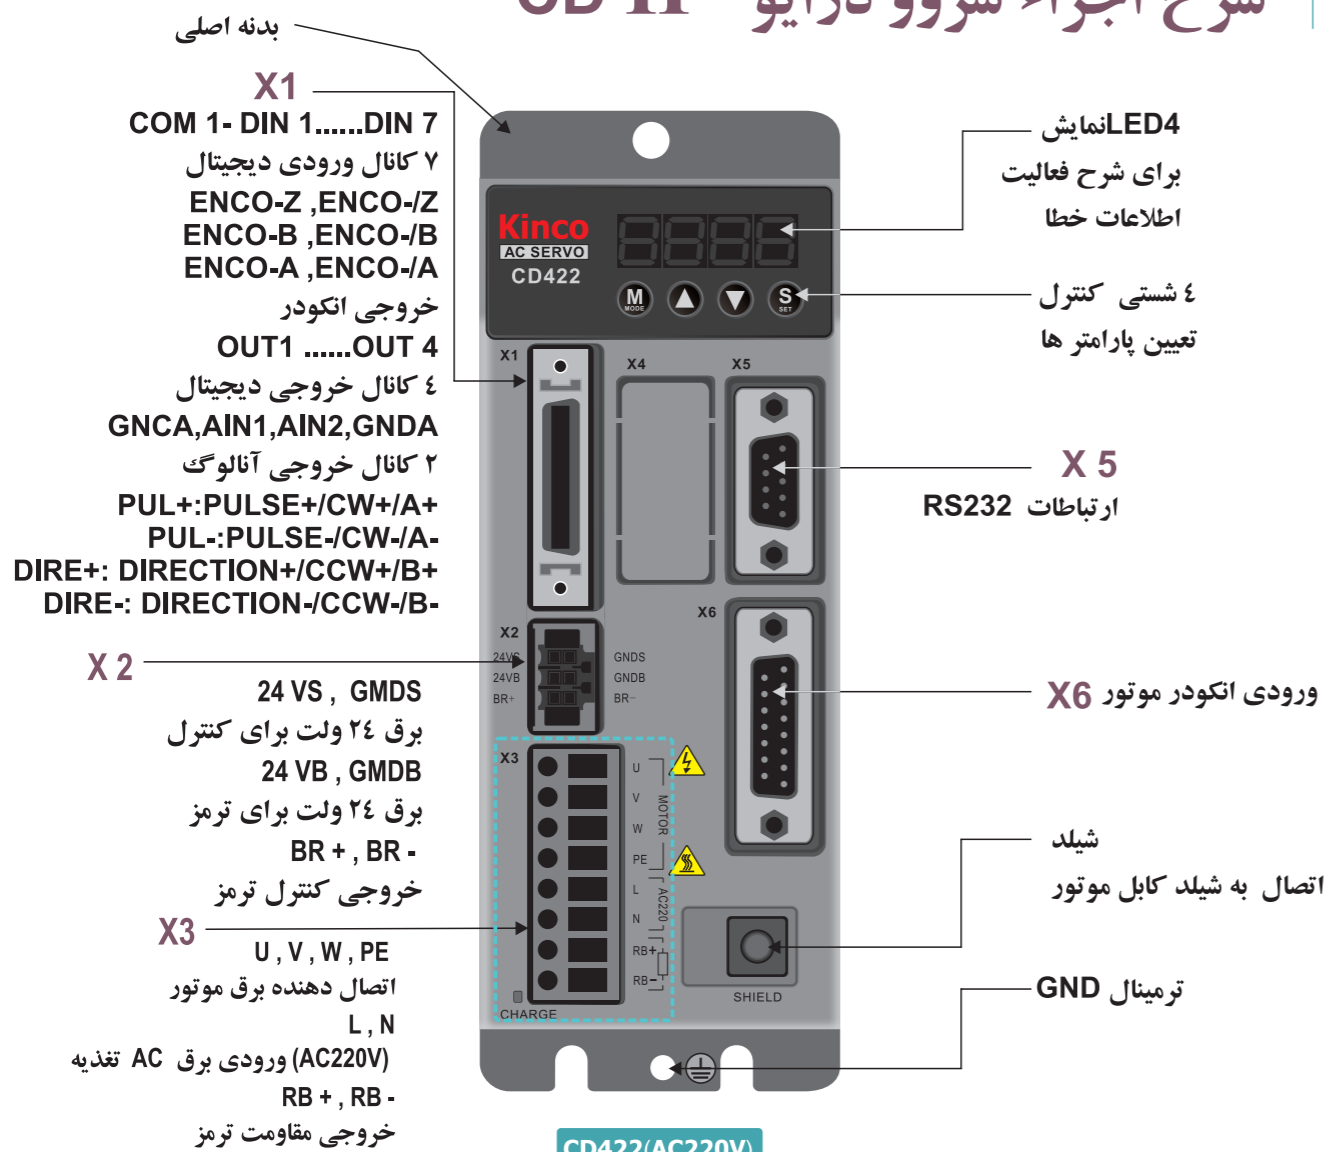 شرح اجزاء سروو درایو CD II
بدنه اصلی
X1
COM 1- DIN 1......DIN 7
۷ کانال ورودی دیجیتال
ENCO-Z ,ENCO-/Z
ENCO-B ,ENCO-/B
ENCO-A ,ENCO-/A
خروجی انکودر
OUT1 ......OUT 4
٤ کانال خروجی دیجیتال
GNCA,AIN1,AIN2,GNDA
۲ کانال خروجی آنالوگ
PUL+:PULSE+/CW+/A+
PUL-:PULSE-/CW-/A-
DIRE+: DIRECTION+/CCW+/B+
DIRE-: DIRECTION-/CCW-/B-
X 2
24 VS , GMDS
برق ۲٤ ولت برای کنترل
24 VB , GMDB
برق ۲٤ ولت برای ترمز
BR + , BR -
خروجی کنترل ترمز
X3
U , V , W , PE
اتصال دهنده برق موتور
L , N
(AC220V) ورودی برق AC تغذیه
RB + , RB -
خروجی مقاومت ترمز
Kinco
AC SERVO
CD422
M
MODE
S
SET
X1
X4
X5
X2
24VS
GNDS
24VB
GNDB
BR+
BR-
X6
X3
U
V
W
PE
MOTOR
L
N
AC220
RB+
RB-
CHARGE
SHIELD
LED4نمایش
برای شرح فعالیت
اطلاعات خطا
٤ شستی کنترل
تعیین پارامتر ها
X 5
ارتباطات RS232
ورودی انکودر موتور X6
شیلد
اتصال به شیلد کابل موتور
ترمینال GND
CD422(AC220V)